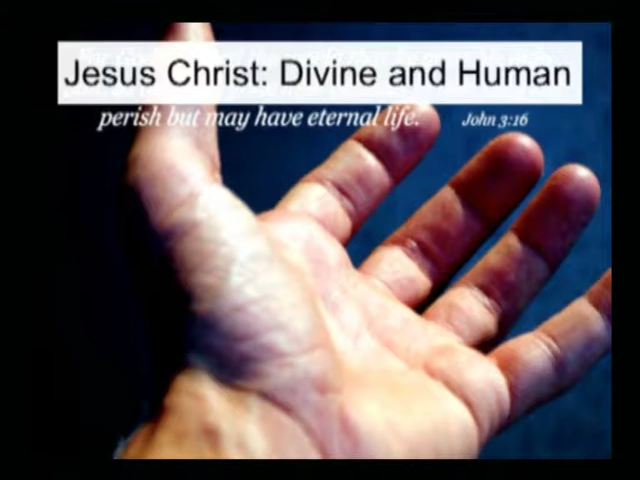 Jesus Christ: Divine and Human
perish but may have eternal life. John 3:16